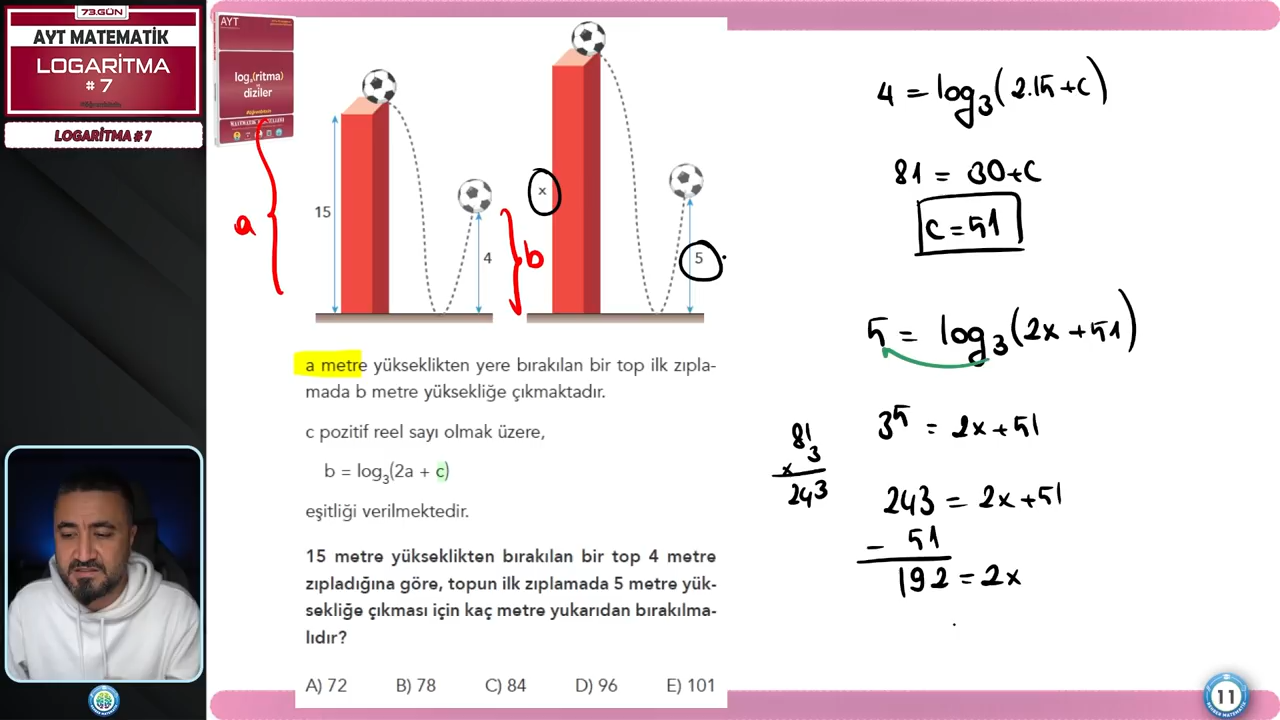 73.GÜN
AYT MATEMATİK
LOGARİTMA
# 7
LOGARİTMA # 7
AYT
log₂(ritma)
diziler
15
4
x
5
a
b
a metre yükseklikten yere bırakılan bir top ilk zıpla-
mada b metre yüksekliğe çıkmaktadır.
c pozitif reel sayı olmak üzere,
b = log₃(2a + c)
eşitliği verilmektedir.
15 metre yükseklikten bırakılan bir top 4 metre
zıpladığına göre, topun ilk zıplamada 5 metre yük-
sekliğe çıkması için kaç metre yukarıdan bırakılma-
lıdır?
A) 72 B) 78 C) 84 D) 96 E) 101
4 = log₃(2.15+c)
81 = 30+c
c = 51
5 = log₃(2x+51)
3⁵ = 2x+51
81
x 3
243
243 = 2x+51
- 51
192 = 2x
11